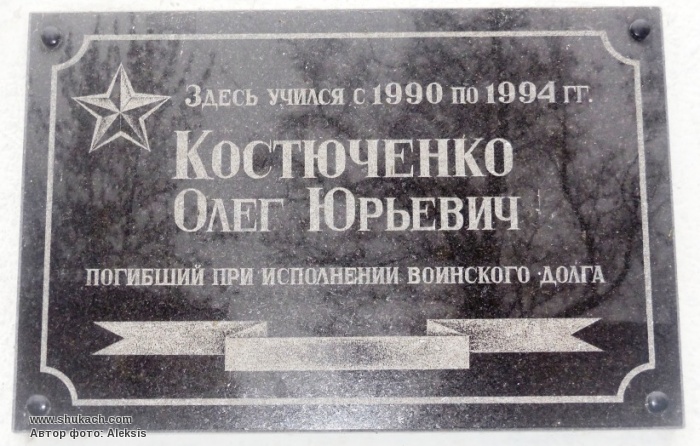 Здесь учился с 1990 по 1994 гг.
Костюченко
Олег Юрьевич
погибший при исполнении воинского долга
www.shukach.com
Автор фото: Aleksis